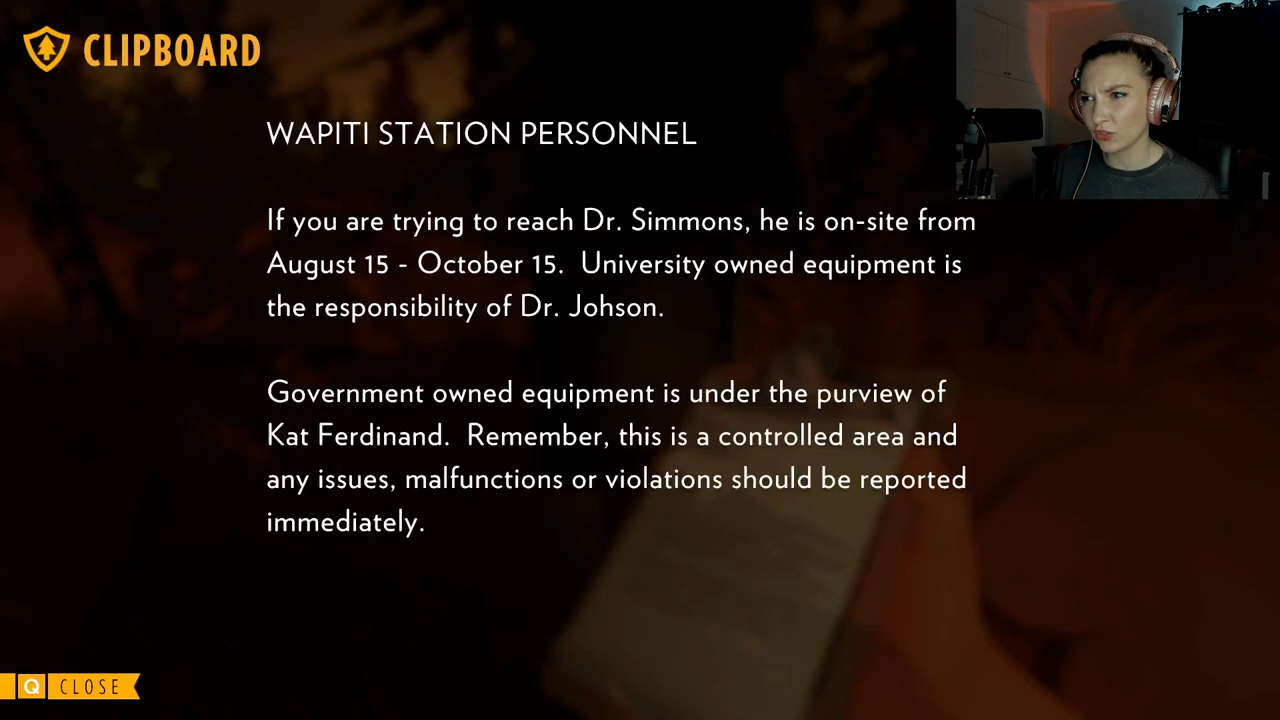 CLIPBOARD
WAPITI STATION PERSONNEL
If you are trying to reach Dr. Simmons, he is on-site from
August 15 - October 15.  University owned equipment is
the responsibility of Dr. Johson.
Government owned equipment is under the purview of
Kat Ferdinand.  Remember, this is a controlled area and
any issues, malfunctions or violations should be reported
immediately.
Q CLOSE